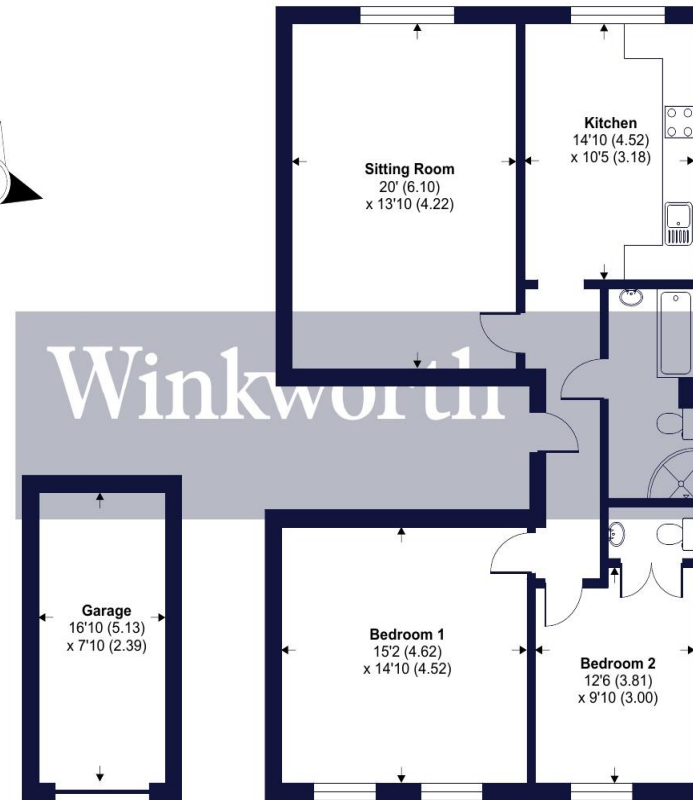 Kitchen
14'10 (4.52)
x 10'5 (3.18)
Sitting Room
20' (6.10)
x 13'10 (4.22)
Winkworth
Garage
16'10 (5.13)
x 7'10 (2.39)
Bedroom 1
15'2 (4.62)
x 14'10 (4.52)
Bedroom 2
12'6 (3.81)
x 9'10 (3.00)